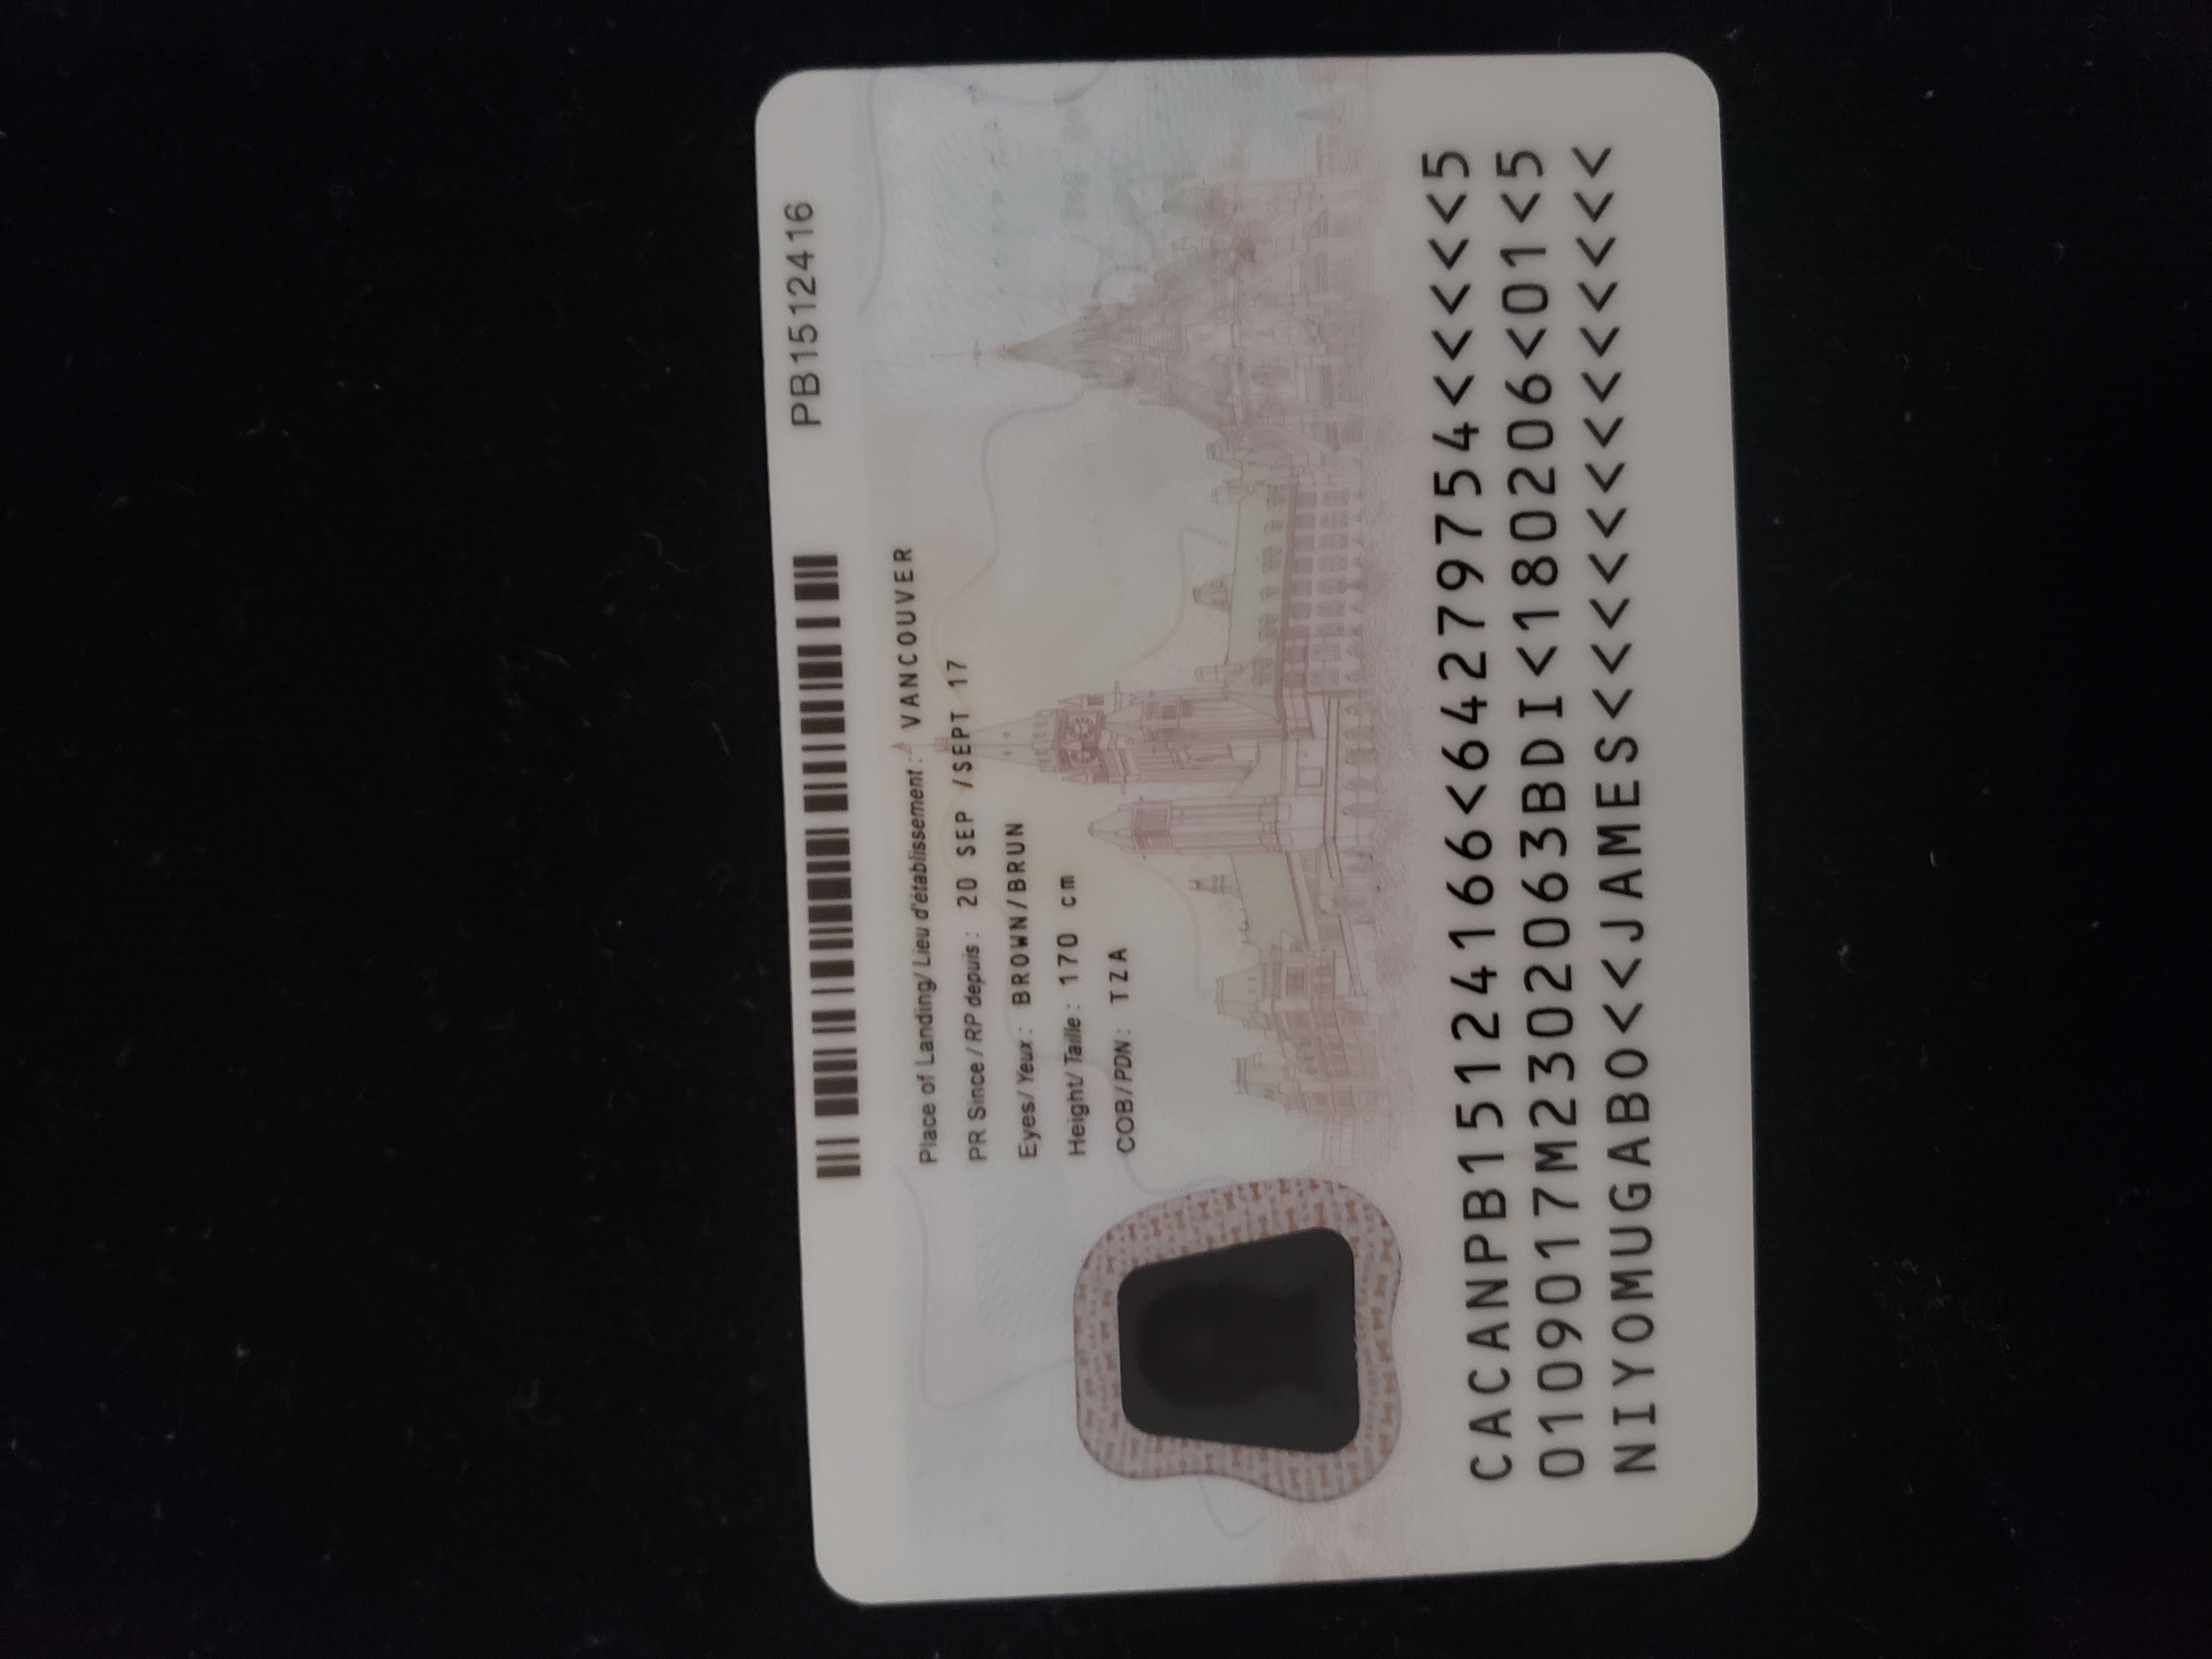 PB1512416
Place of Landing/ Lieu d'établissement : VANCOUVER
PR Since / RP depuis : 20 SEP /SEPT 17
Eyes/ Yeux : BROWN/BRUN
Height/ Taille : 170 cm
COB/PDN : TZA
CACANPB15124166<64279754<<<<<5
0109017M2302063BDI<180206<01<5
NIYOMUGABO<<JAMES<<<<<<<<<<<<<